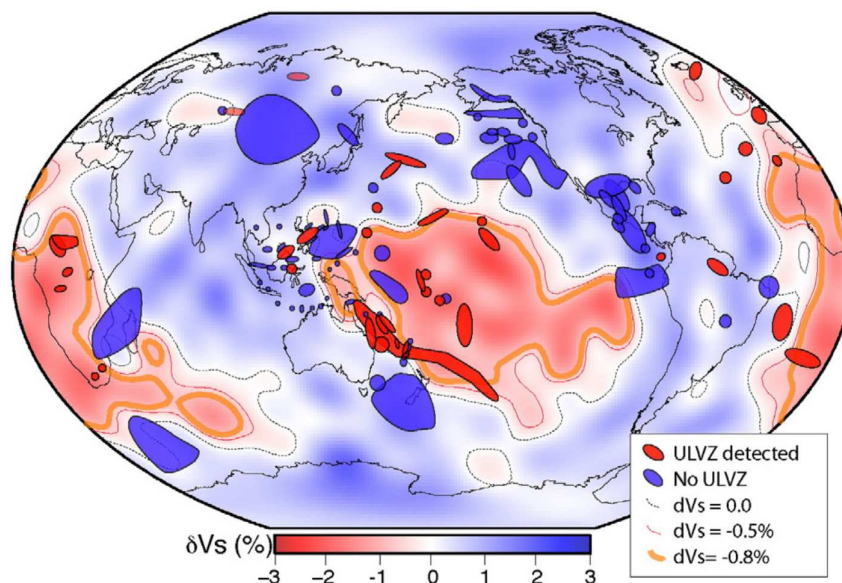 ULVZ detected
No ULVZ
dVs = 0.0
dVs = -0.5%
dVs= -0.8%
δVs (%)
−3 −2 −1 0 1 2 3